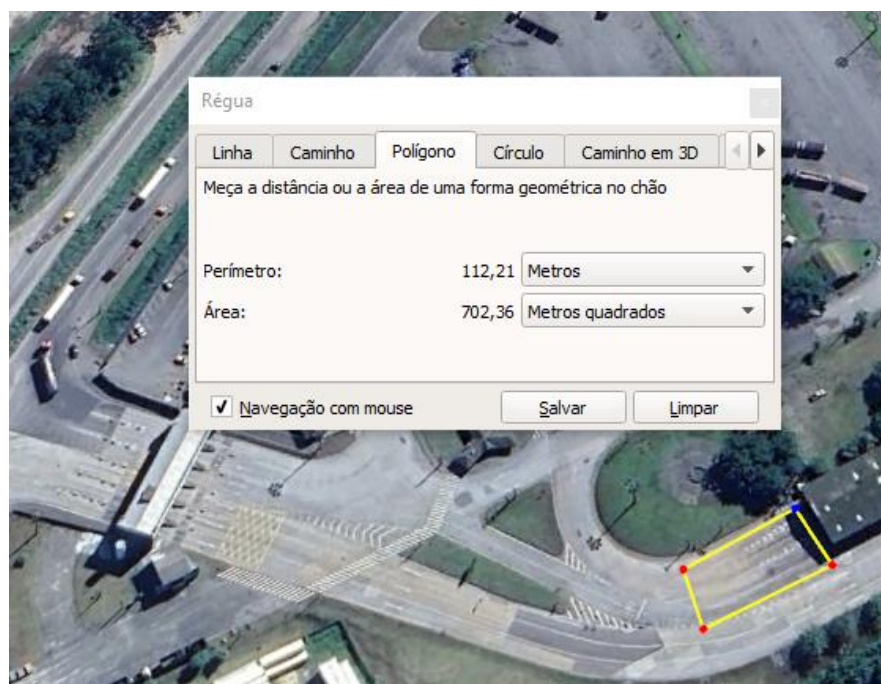 Régua
Linha Caminho Polígono Círculo Caminho em 3D
Meça a distância ou a área de uma forma geométrica no chão
Perímetro: 112,21 Metros
Área: 702,36 Metros quadrados
Navegação com mouse Salvar Limpar